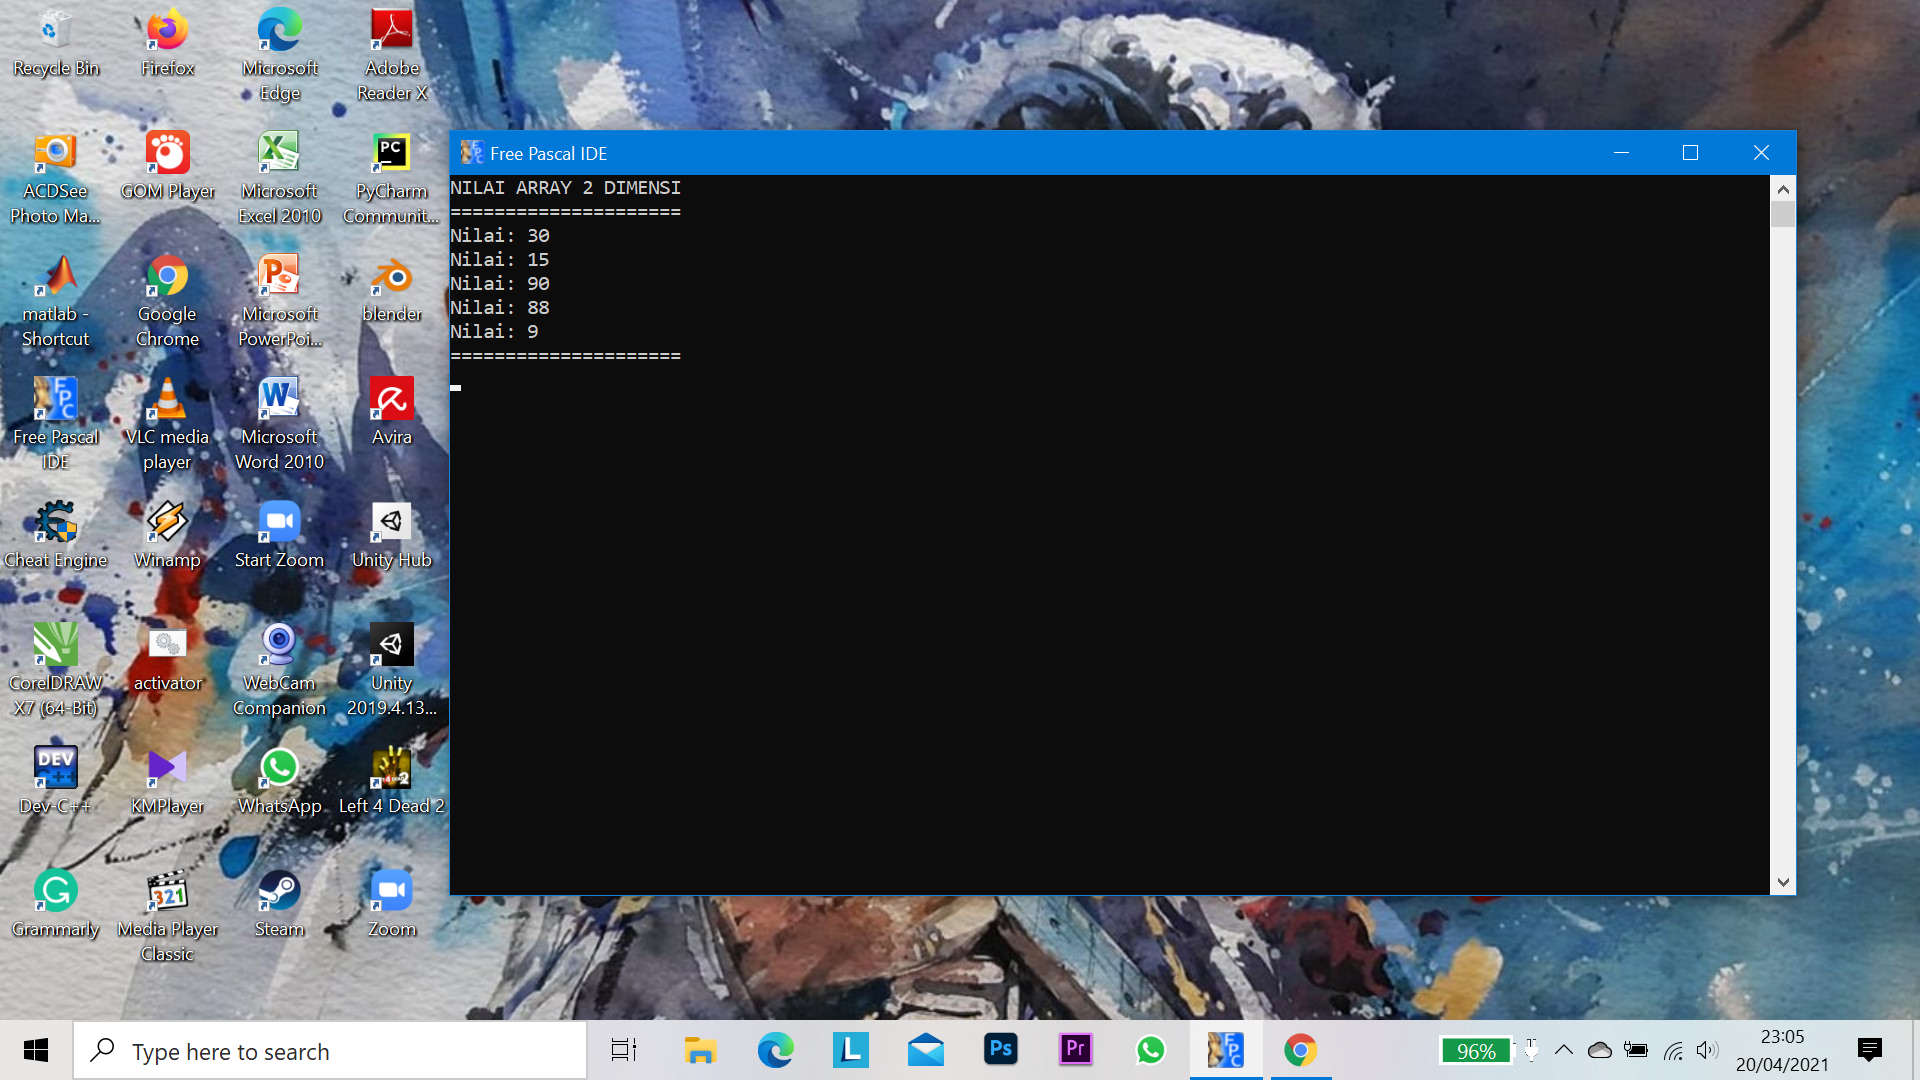 Recycle Bin
Firefox
Microsoft
Edge
Adobe
Reader X
ACDSee
Photo Ma...
GOM Player
Microsoft
Excel 2010
PyCharm
Communit...
matlab -
Shortcut
Google
Chrome
Microsoft
PowerPoi...
blender
Free Pascal
IDE
VLC media
player
Microsoft
Word 2010
Avira
Cheat Engine
Winamp
Start Zoom
Unity Hub
CorelDRAW
X7 (64-Bit)
activator
WebCam
Companion
Unity
2019.4.13...
Dev-C++
KMPlayer
WhatsApp
Left 4 Dead 2
Grammarly
Media Player
Classic
Steam
Zoom
Free Pascal IDE
NILAI ARRAY 2 DIMENSI
=====================
Nilai: 30
Nilai: 15
Nilai: 90
Nilai: 88
Nilai: 9
=====================
Type here to search
96%
23:05
20/04/2021